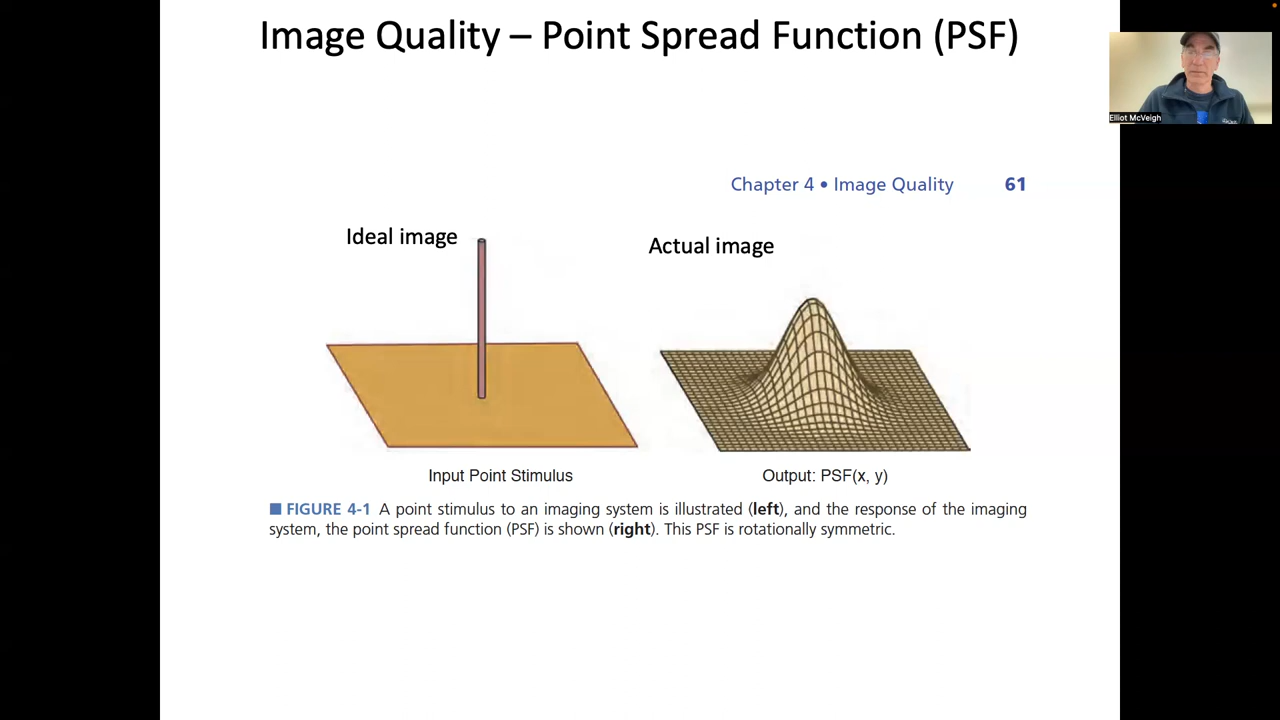 Image Quality – Point Spread Function (PSF)
Elliot McVeigh
Chapter 4 • Image Quality 61
Ideal image
Actual image
Input Point Stimulus
Output: PSF(x, y)
■ FIGURE 4-1 A point stimulus to an imaging system is illustrated (left), and the response of the imaging
system, the point spread function (PSF) is shown (right). This PSF is rotationally symmetric.